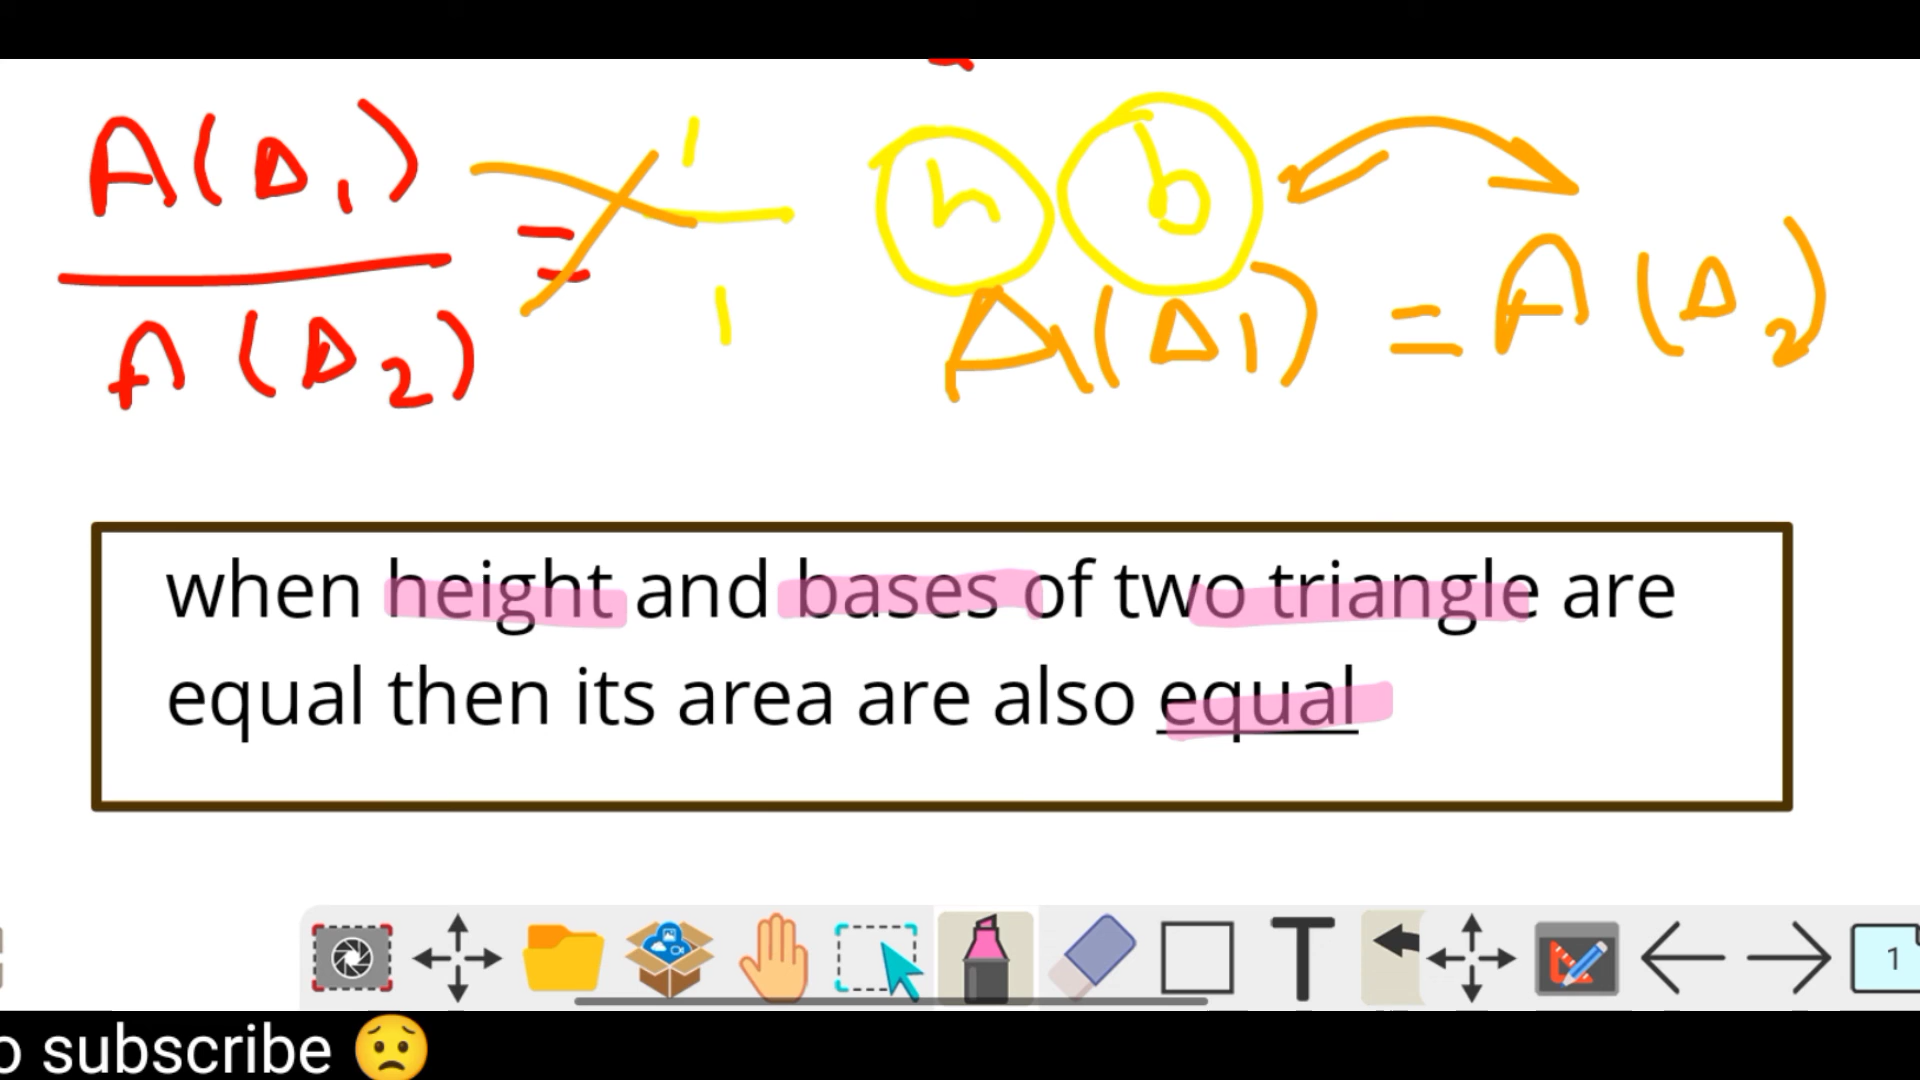 A(Δ1) = 1
A(Δ2) 1
h b
A(Δ1) = A(Δ2)
when height and bases of two triangle are
equal then its area are also equal
T
1
o subscribe 😟